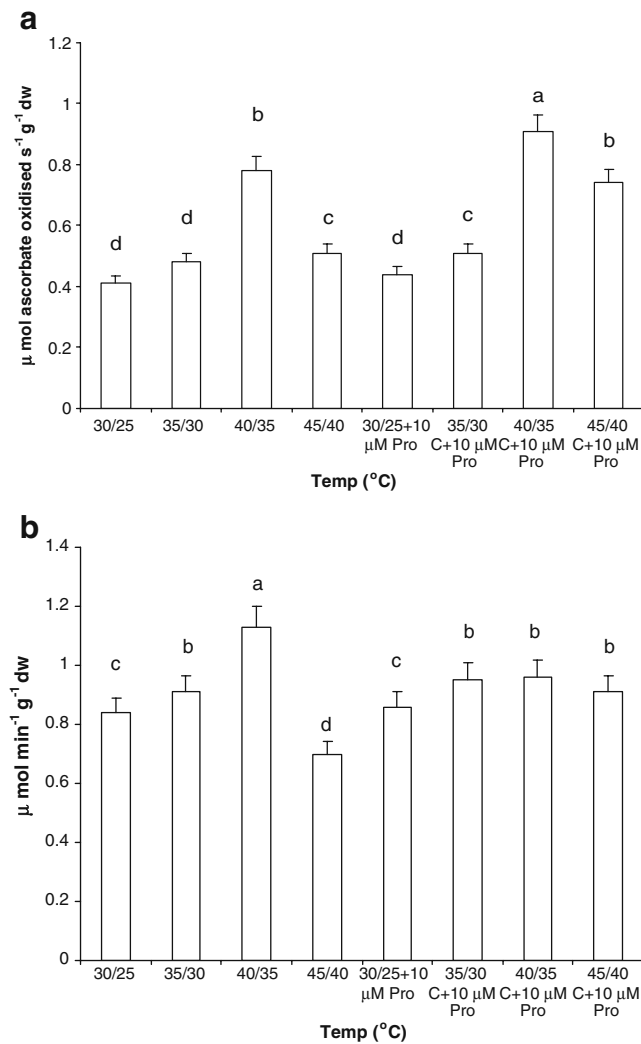 a
1.2
1
0.8
0.6
0.4
0.2
0
μ mol ascorbate oxidised s⁻¹ g⁻¹ dw
d
d
b
c
d
c
a
b
30/25 35/30 40/35 45/40 30/25+10 35/30 40/35 45/40
μM Pro C+10 μM C+10 μM C+10 μM
Pro Pro Pro
Temp (°C)
b
1.4
1.2
1
0.8
0.6
0.4
0.2
0
μ mol min⁻¹ g⁻¹ dw
c
b
a
d
c
b
b
b
30/25 35/30 40/35 45/40 30/25+10 35/30 40/35 45/40
μM Pro C+10 μM C+10 μM C+10 μM
Pro Pro Pro
Temp (°C)